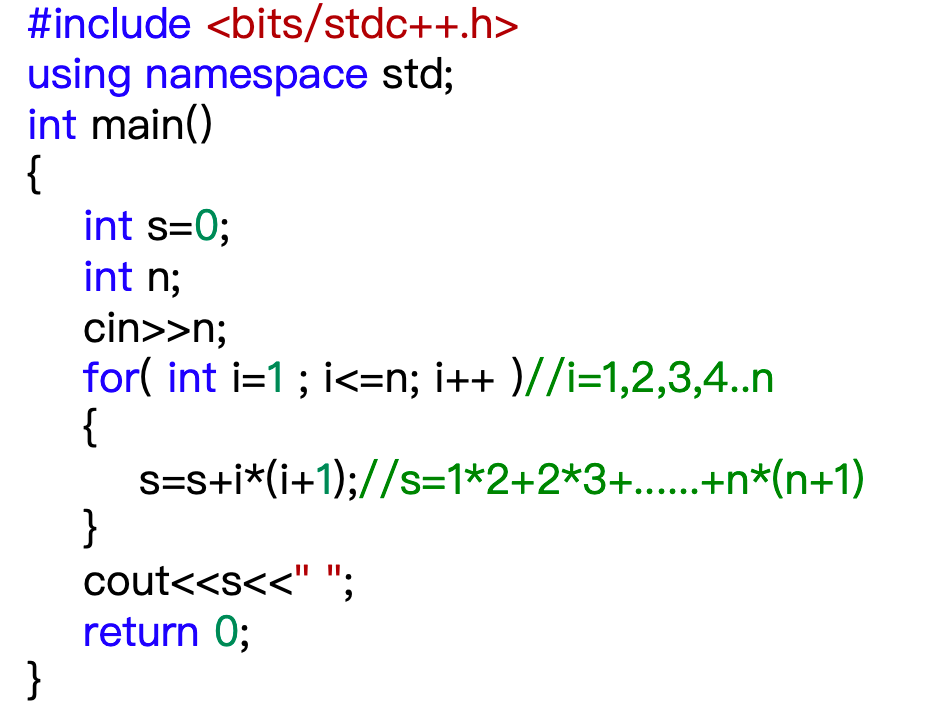 #include <bits/stdc++.h>
using namespace std;
int main()
{
    int s=0;
    int n;
    cin>>n;
    for( int i=1 ; i<=n; i++ )//i=1,2,3,4..n
    {
        s=s+i*(i+1);//s=1*2+2*3+......+n*(n+1)
    }
    cout<<s<<" ";
    return 0;
}